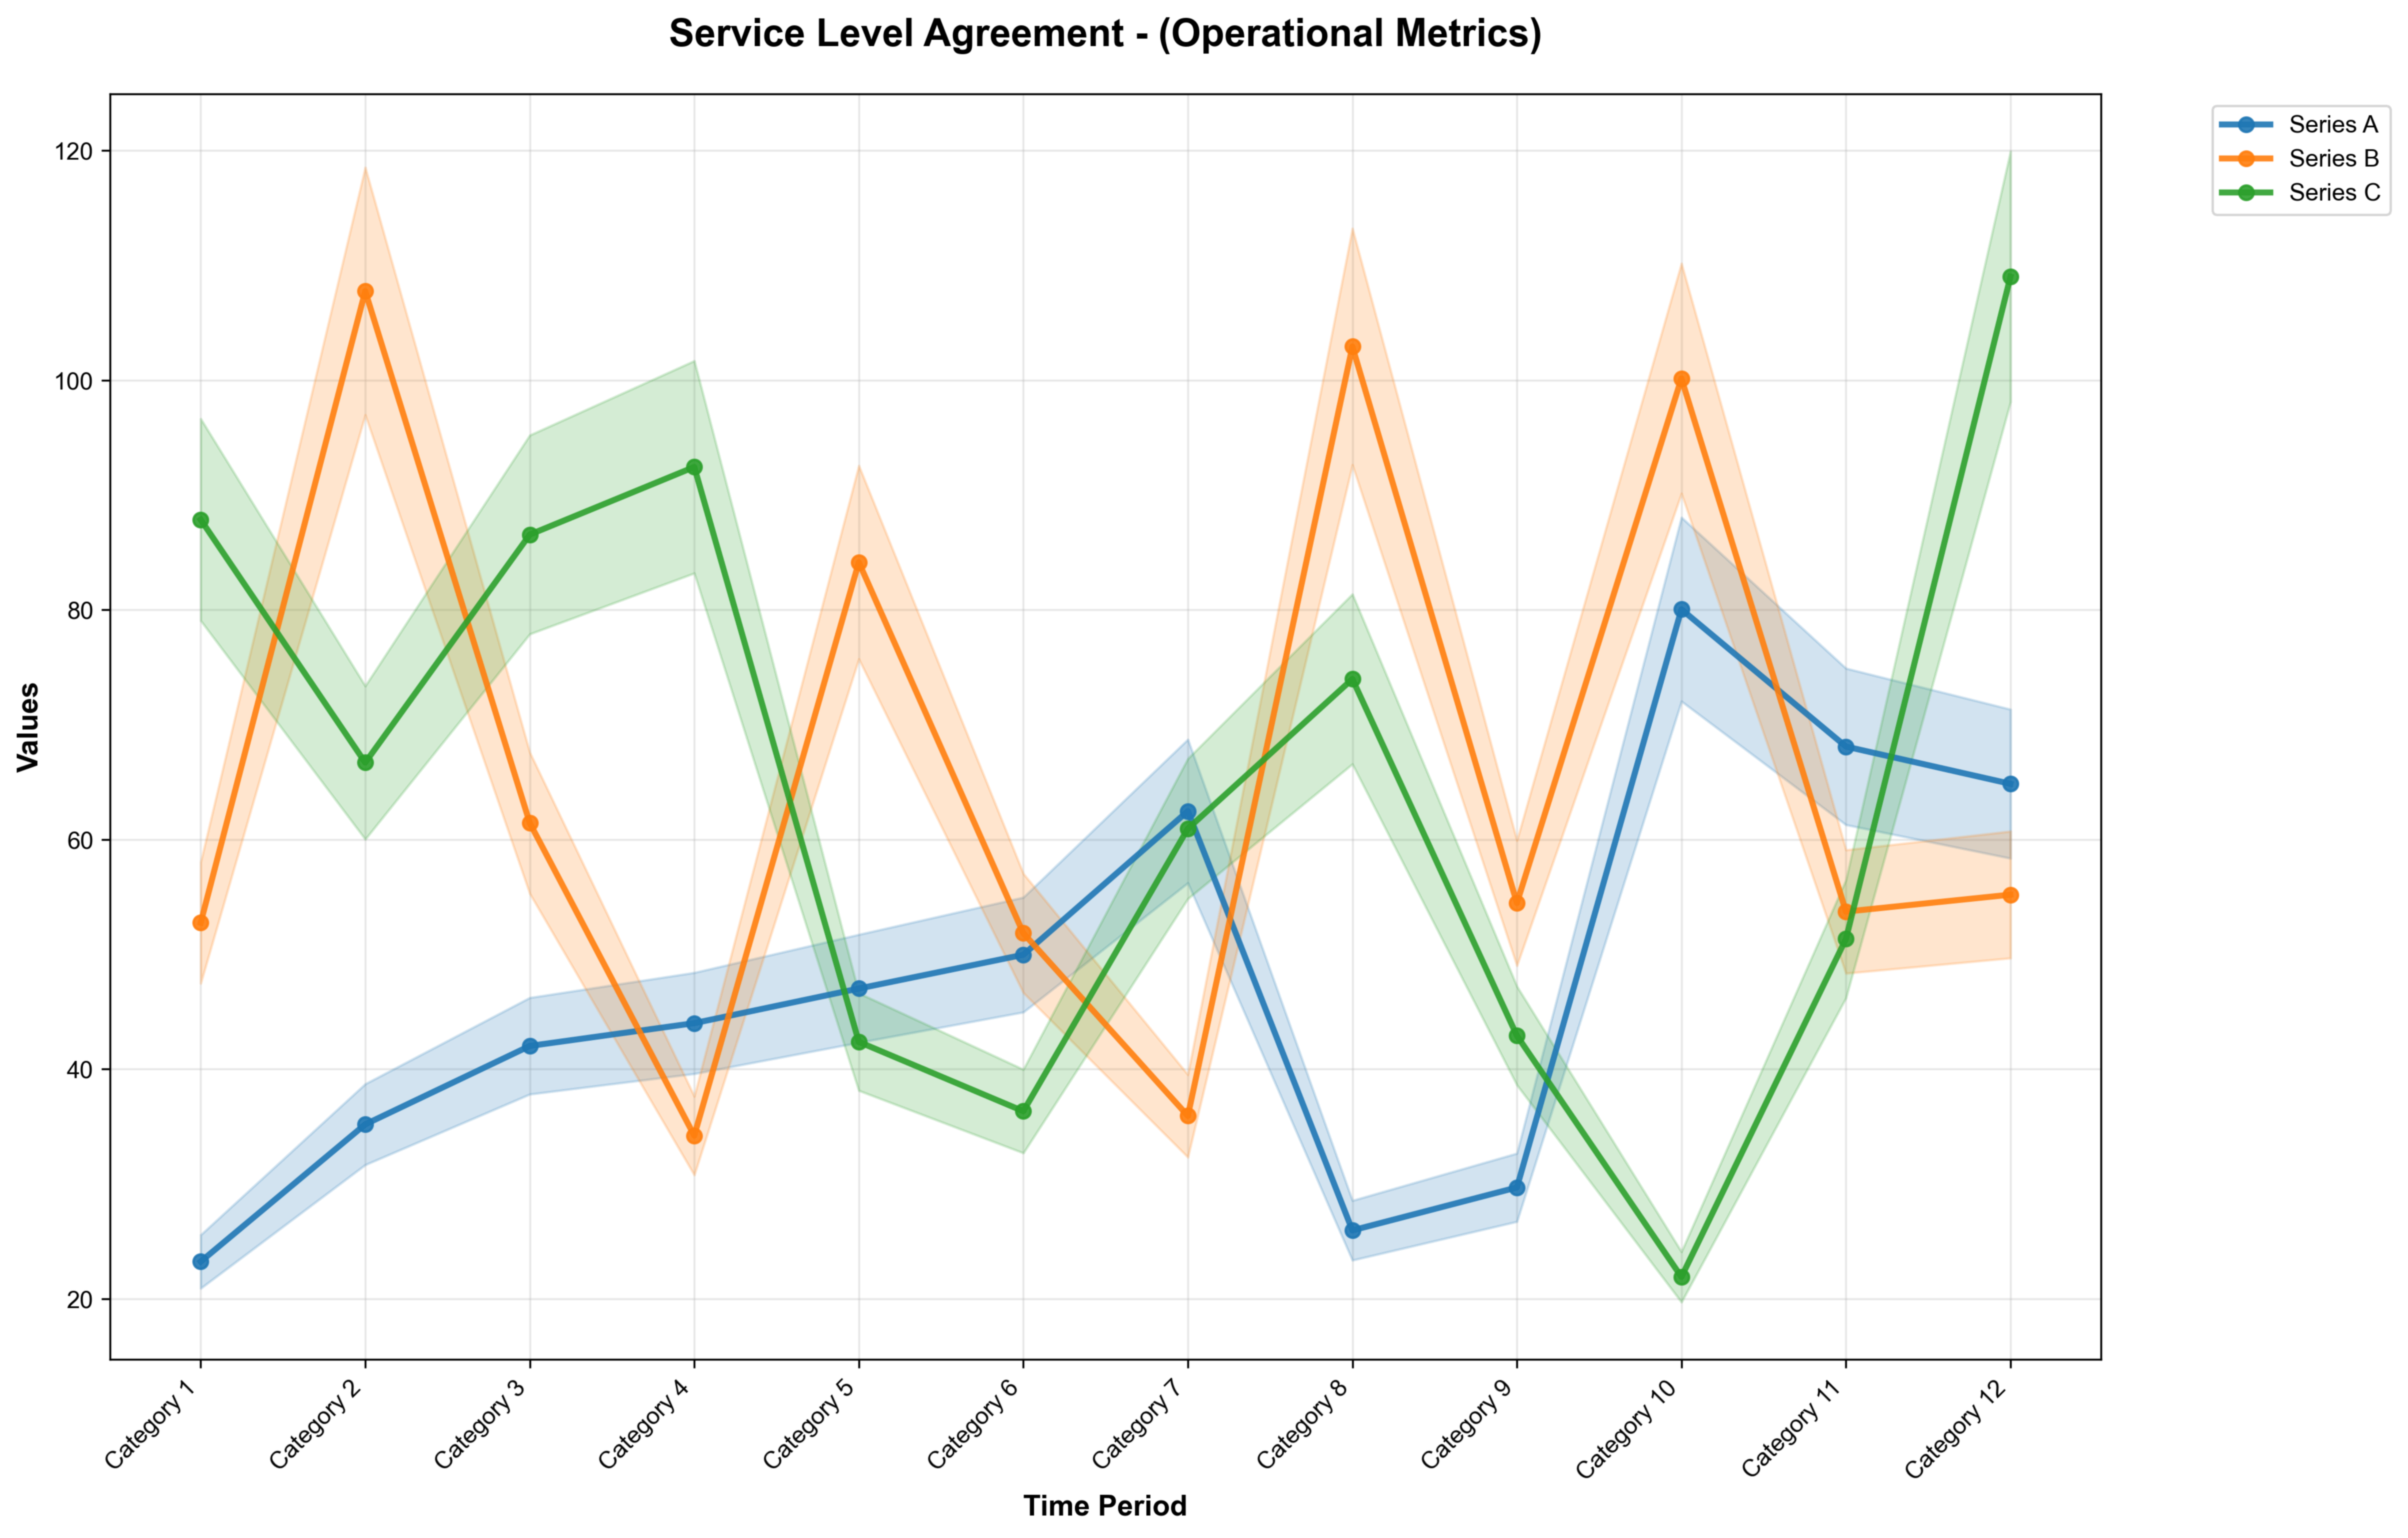 Service Level Agreement - (Operational Metrics)
Series A
Series B
Series C
Values
120
100
80
60
40
20
Category 1
Category 2
Category 3
Category 4
Category 5
Category 6
Category 7
Category 8
Category 9
Category 10
Category 11
Category 12
Time Period